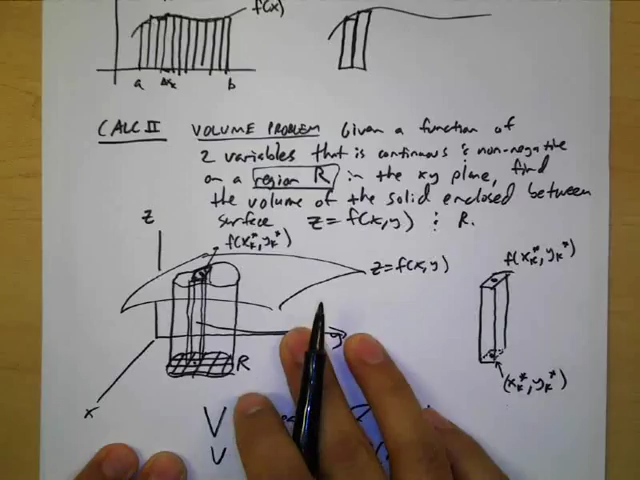 f(x)
a Δxₖ b
CALC II VOLUME PROBLEM Given a function of
2 variables that is continuous & non-negative
on a region R in the xy plane, find
the volume of the solid enclosed between
surface z = f(x,y) & R.
z
f(xₖ*, yₖ*)
f(xₖ*, yₖ*)
z = f(x,y)
y
R
(xₖ*, yₖ*)
x
V